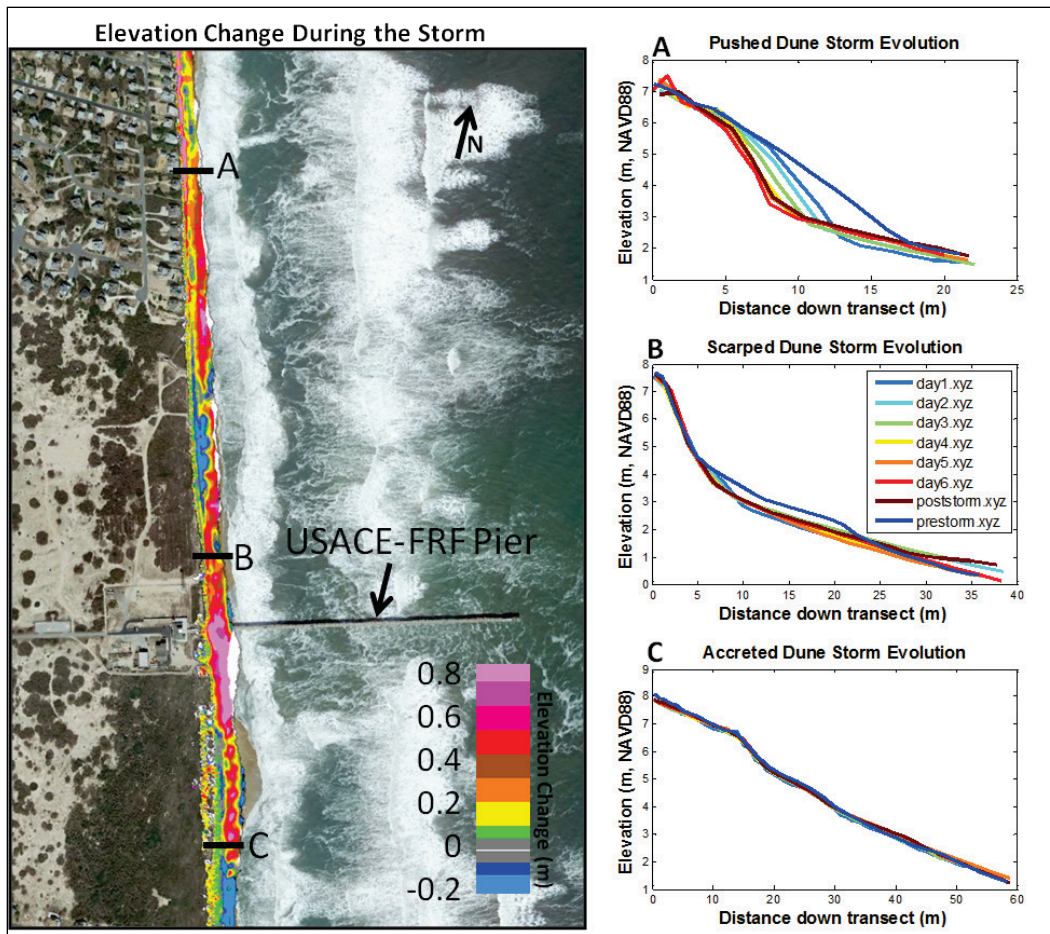 Elevation Change During the Storm
N
A
B
USACE-FRF Pier
C
0.8
0.6
0.4
0.2
0
-0.2
Elevation Change (m)
A
Pushed Dune Storm Evolution
Elevation (m, NAVD88)
8
7
6
5
4
3
2
1
0 5 10 15 20 25
Distance down transect (m)
B
Scarped Dune Storm Evolution
Elevation (m, NAVD88)
8
7
6
5
4
3
2
1
0
day1.xyz
day2.xyz
day3.xyz
day4.xyz
day5.xyz
day6.xyz
poststorm.xyz
prestorm.xyz
0 5 10 15 20 25 30 35 40
Distance down transect (m)
C
Accreted Dune Storm Evolution
Elevation (m, NAVD88)
9
8
7
6
5
4
3
2
1
0 10 20 30 40 50 60
Distance down transect (m)